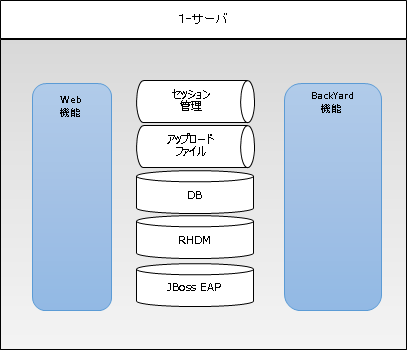 1-サーバ
Web
機能
セッション
管理
アップロード
ファイル
DB
RHDM
JBoss EAP
BackYard
機能